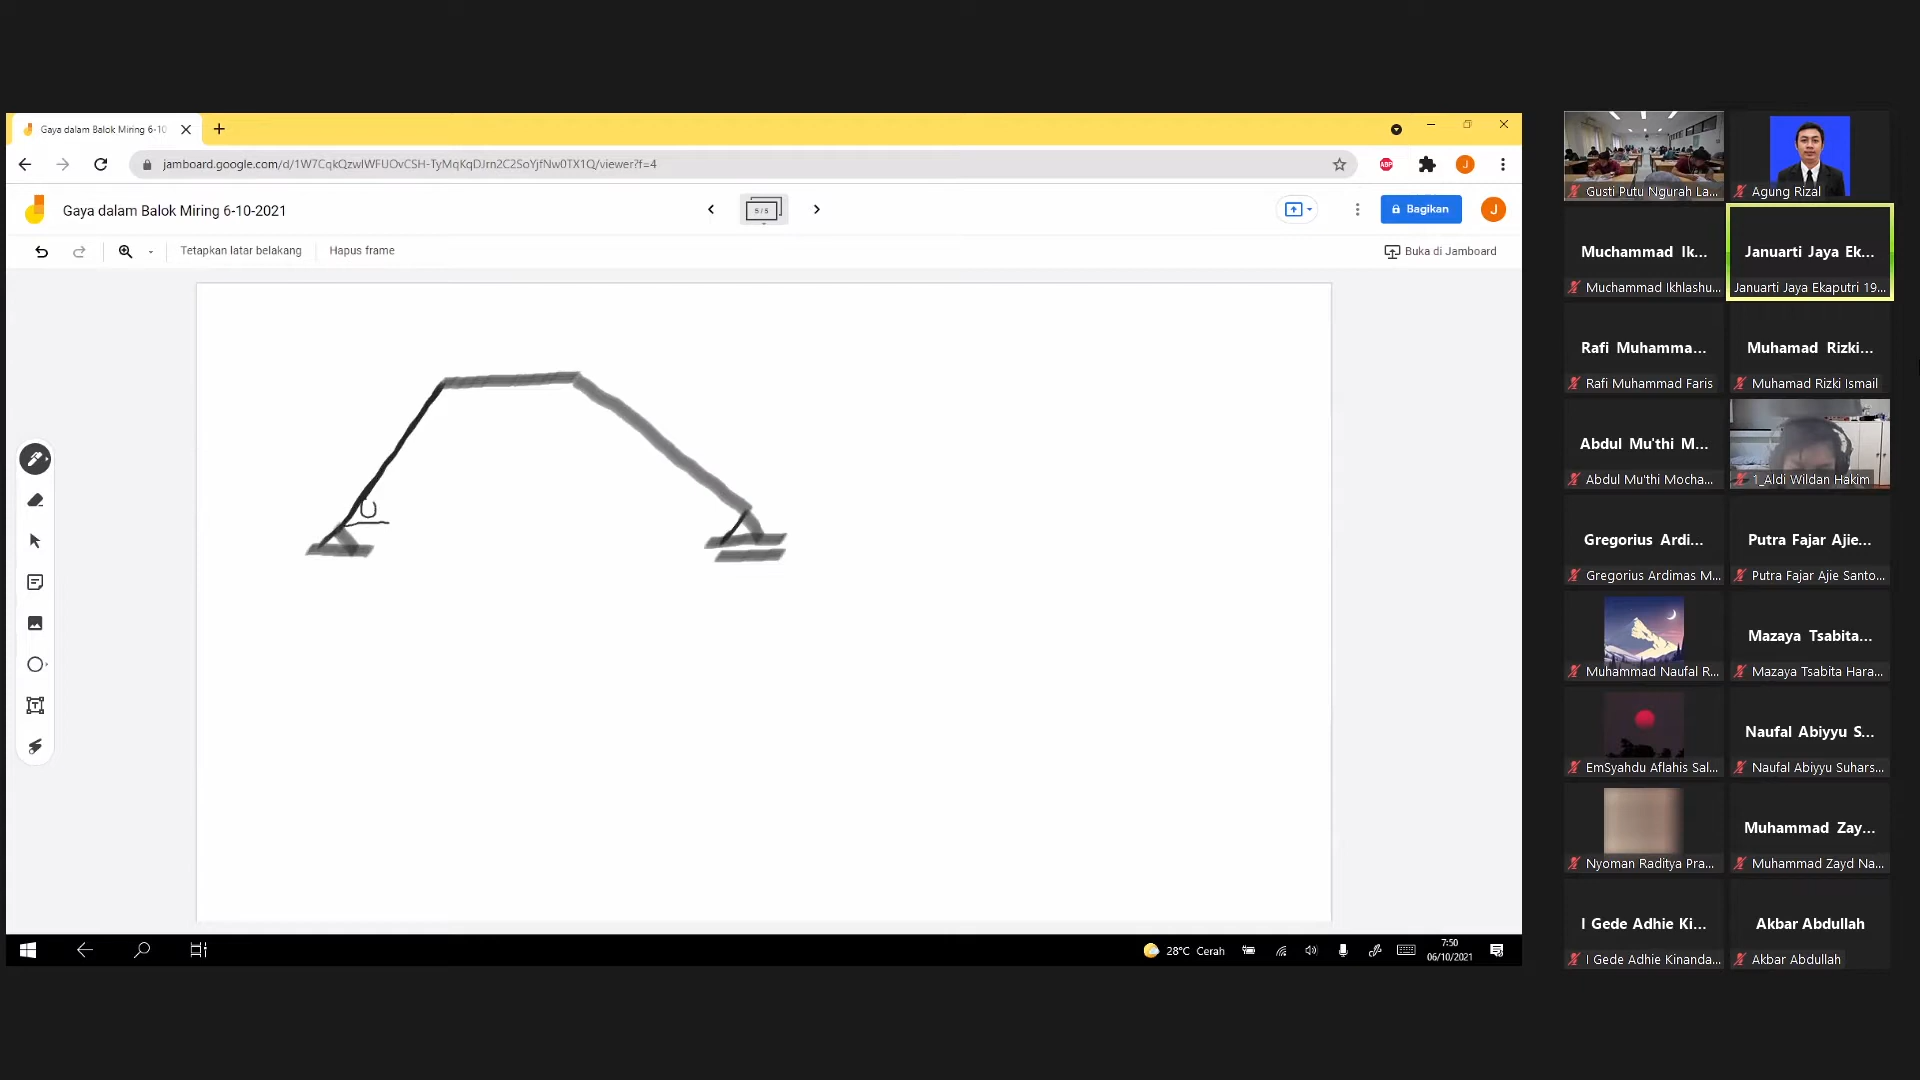 Gaya dalam Balok Miring 6-10
jamboard.google.com/d/1W7CqkQzwIWFUOvCSH-TyMqKqDJrn2C2SoYjfNw0TX1Q/viewer?f=4
ABP
J
Gaya dalam Balok Miring 6-10-2021
5 / 5
Bagikan
J
Tetapkan latar belakang
Hapus frame
Buka di Jamboard
28°C Cerah
7:50
06/10/2021
Gusti Putu Ngurah La...
Agung Rizal
Muchammad Ik...
Muchammad Ikhlashu...
Januarti Jaya Ek...
Januarti Jaya Ekaputri 19...
Rafi Muhamma...
Rafi Muhammad Faris
Muhamad Rizki...
Muhamad Rizki Ismail
Abdul Mu'thi M...
Abdul Mu'thi Mocha...
1_Aldi Wildan Hakim
Gregorius Ardi...
Gregorius Ardimas M...
Putra Fajar Ajie...
Putra Fajar Ajie Santo...
Muhammad Naufal R...
Mazaya Tsabita...
Mazaya Tsabita Hara...
EmSyahdu Aflahis Sal...
Naufal Abiyyu S...
Naufal Abiyyu Suhars...
Nyoman Raditya Pra...
Muhammad Zay...
Muhammad Zayd Na...
I Gede Adhie Ki...
I Gede Adhie Kinanda...
Akbar Abdullah
Akbar Abdullah